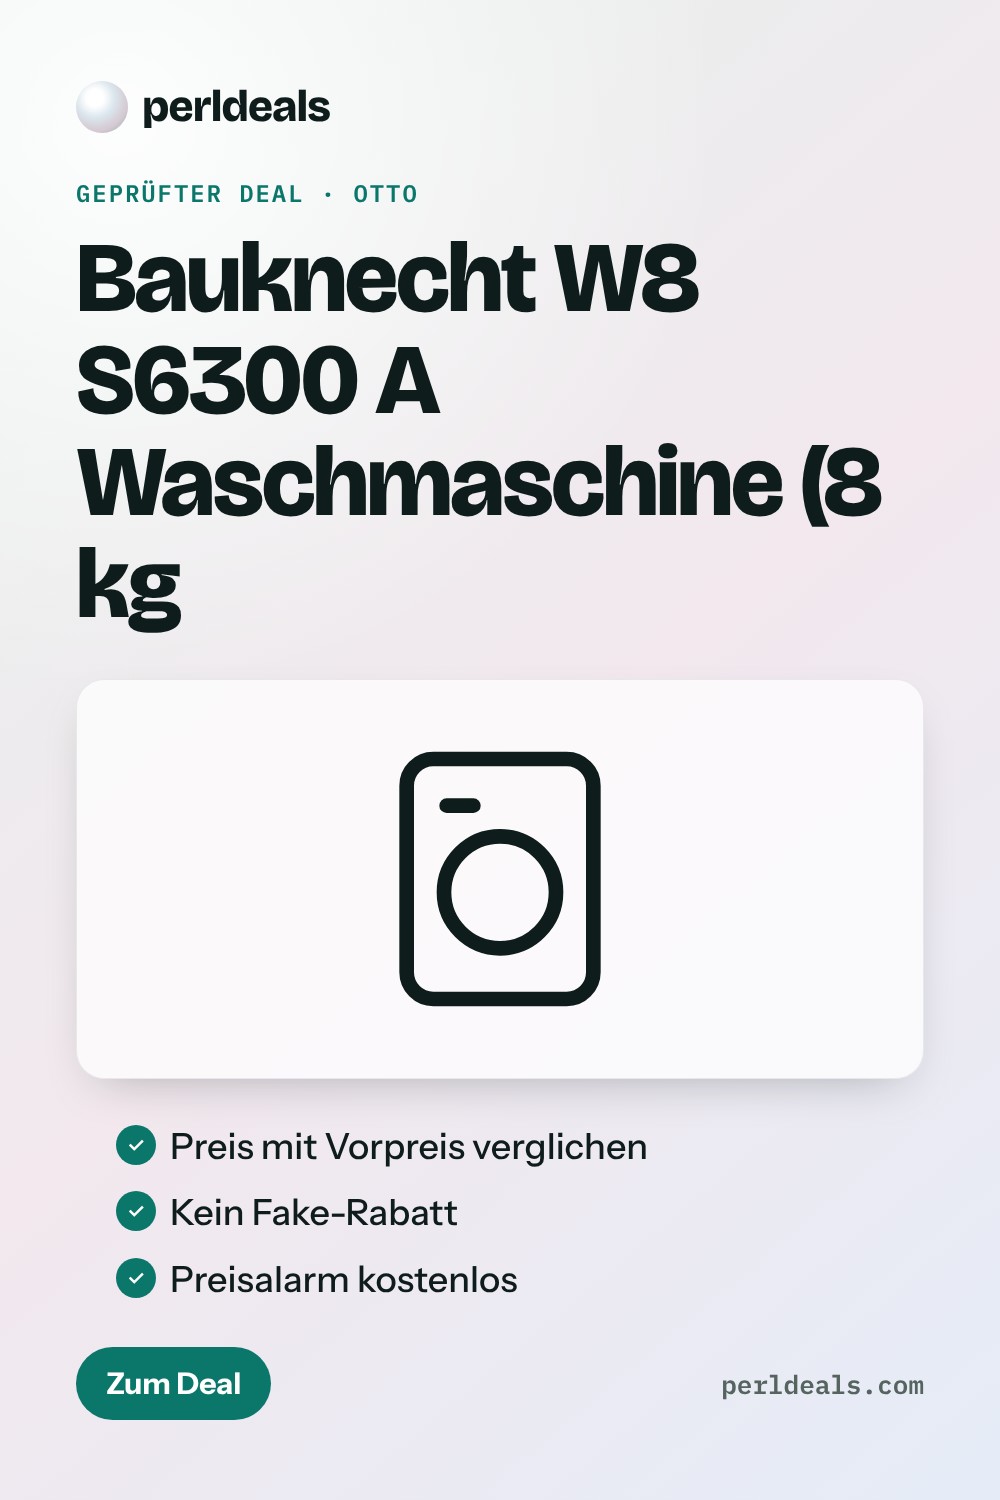 perldeals
GEPRÜFTER DEAL · OTTO
Bauknecht W8
S6300 A
Waschmaschine (8
kg
Preis mit Vorpreis verglichen
Kein Fake-Rabatt
Preisalarm kostenlos
Zum Deal
perldeals.com